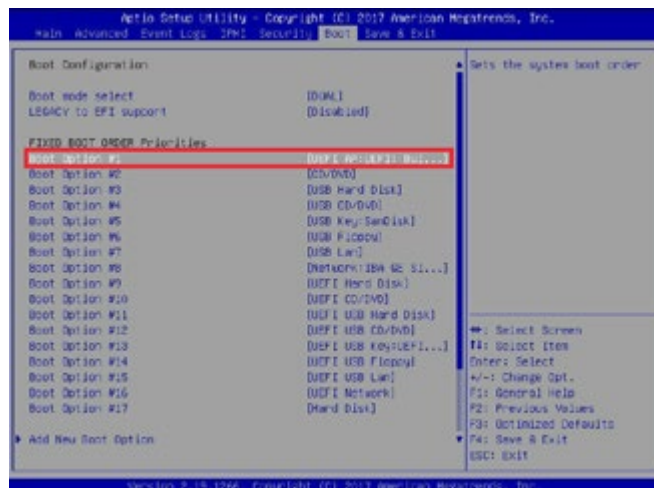 Aptio Setup Utility - Copyright (C) 2017 American Megatrends, Inc.
Main Advanced Event Logs IPMI Security Boot Save & Exit
Boot Configuration
Sets the system boot order
Boot mode select [DUAL]
LEGACY to EFI support [Disabled]
FIXED BOOT ORDER Priorities
Boot Option #1 [UEFI AP:UEFI: Bui...]
Boot Option #2 [CD/DVD]
Boot Option #3 [USB Hard Disk]
Boot Option #4 [USB CD/DVD]
Boot Option #5 [USB Key:SanDisk]
Boot Option #6 [USB Floppy]
Boot Option #7 [USB Lan]
Boot Option #8 [Network:IBA GE Sl...]
Boot Option #9 [UEFI Hard Disk]
Boot Option #10 [UEFI CD/DVD]
Boot Option #11 [UEFI USB Hard Disk]
Boot Option #12 [UEFI USB CD/DVD]
Boot Option #13 [UEFI USB Key:UEFI...]
Boot Option #14 [UEFI USB Floppy]
Boot Option #15 [UEFI USB Lan]
Boot Option #16 [UEFI Network]
Boot Option #17 [Hard Disk]
Add New Boot Option
: Select Screen
: Select Item
Enter: Select
+/-: Change Opt.
F1: General Help
F2: Previous Values
F3: Optimized Defaults
F4: Save & Exit
ESC: Exit
Version 2.19.1266. Copyright (C) 2017 American Megatrends, Inc.